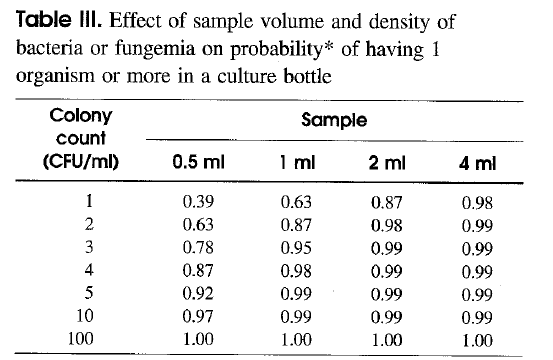 Table III. Effect of sample volume and density of
bacteria or fungemia on probability* of having 1
organism or more in a culture bottle
Colony
count
(CFU/ml)
Sample
0.5 ml 1 ml 2 ml 4 ml
1 0.39 0.63 0.87 0.98
2 0.63 0.87 0.98 0.99
3 0.78 0.95 0.99 0.99
4 0.87 0.98 0.99 0.99
5 0.92 0.99 0.99 0.99
10 0.97 0.99 0.99 0.99
100 1.00 1.00 1.00 1.00